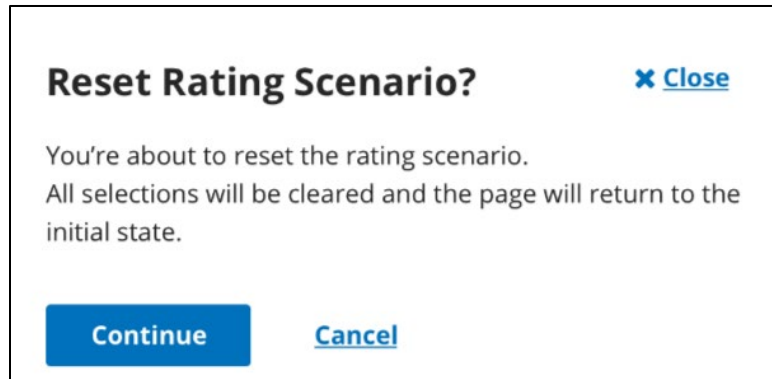 Reset Rating Scenario?
✖ Close
You’re about to reset the rating scenario.
All selections will be cleared and the page will return to the
initial state.
Continue
Cancel